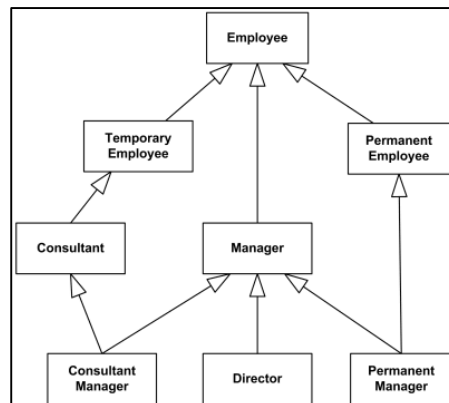 Employee
Temporary
Employee
Permanent
Employee
Consultant
Manager
Consultant
Manager
Director
Permanent
Manager